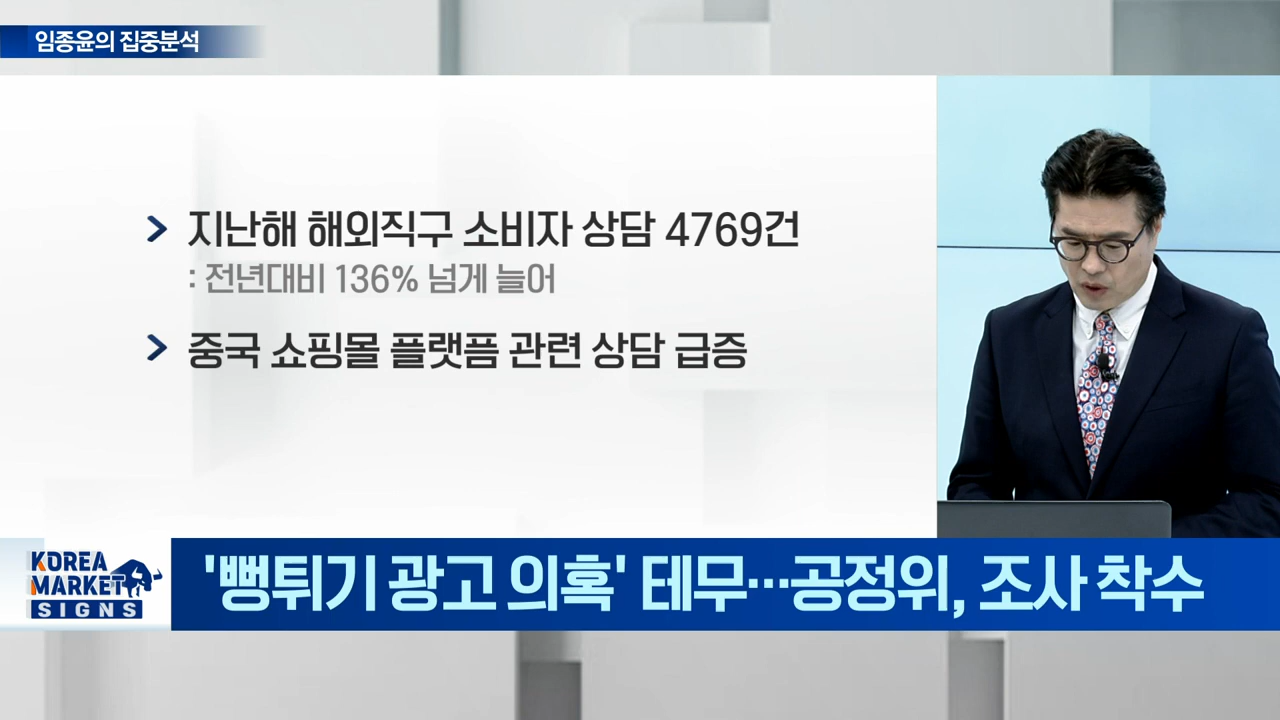 임종윤의 집중분석
지난해 해외직구 소비자 상담 4769건
: 전년대비 136% 넘게 늘어
중국 쇼핑몰 플랫폼 관련 상담 급증
KOREA
MARKET
SIGNS
'뻥튀기 광고 의혹' 테무…공정위, 조사 착수